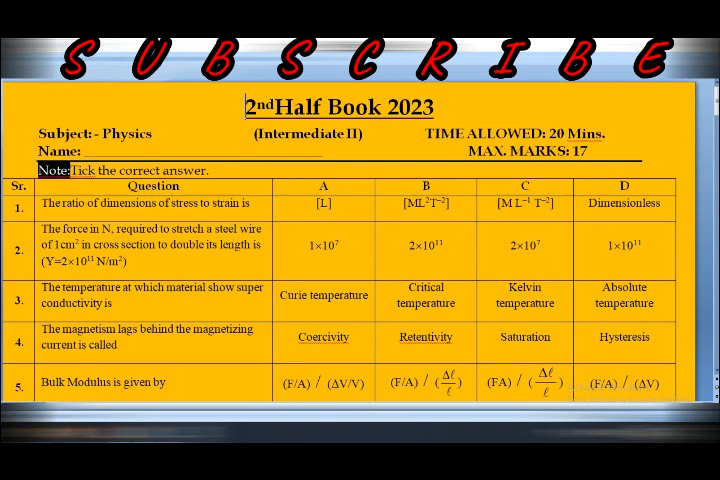 S U B S C R I B E
2ndHalf Book 2023
Subject: - Physics (Intermediate II) TIME ALLOWED: 20 Mins.
Name: MAX. MARKS: 17
Note:Tick the correct answer.
Sr. Question A B C D
1. The ratio of dimensions of stress to strain is [L] [ML²T⁻²] [M L⁻¹ T⁻²] Dimensionless
The force in N, required to stretch a steel wire
2. of 1cm² in cross section to double its length is 1×10⁷ 2×10¹¹ 2×10⁷ 1×10¹¹
(Y=2×10¹¹ N/m²)
3. The temperature at which material show super Curie temperature Critical Kelvin Absolute
conductivity is temperature temperature temperature
4. The magnetism lags behind the magnetizing Coercivity Retentivity Saturation Hysteresis
current is called
5. Bulk Modulus is given by (F/A) / (ΔV/V) (F/A) / (Δℓ/ℓ) (FA) / (Δℓ/ℓ) (F/A) / (ΔV)